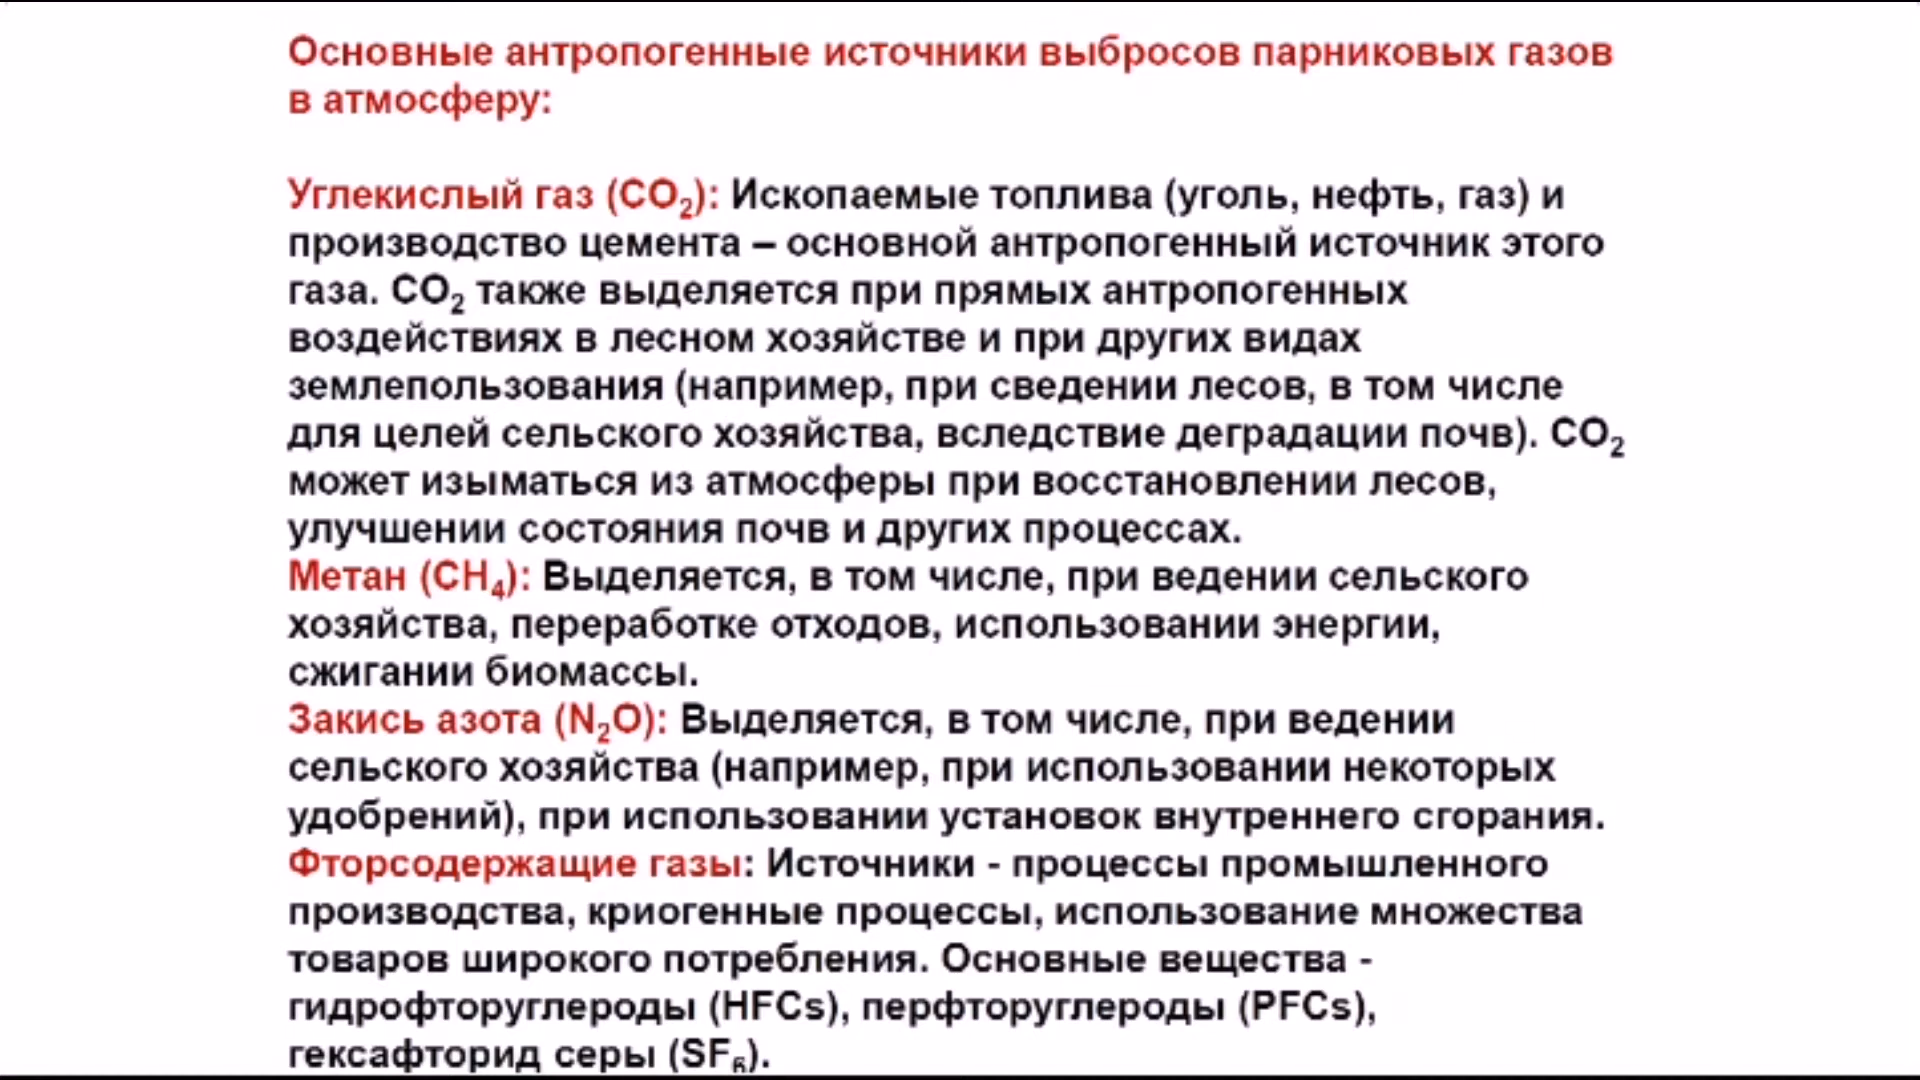 Основные антропогенные источники выбросов парниковых газов
в атмосферу:
Углекислый газ (CO₂): Ископаемые топлива (уголь, нефть, газ) и
производство цемента – основной антропогенный источник этого
газа. CO₂ также выделяется при прямых антропогенных
воздействиях в лесном хозяйстве и при других видах
землепользования (например, при сведении лесов, в том числе
для целей сельского хозяйства, вследствие деградации почв). CO₂
может изыматься из атмосферы при восстановлении лесов,
улучшении состояния почв и других процессах.
Метан (CH₄): Выделяется, в том числе, при ведении сельского
хозяйства, переработке отходов, использовании энергии,
сжигании биомассы.
Закись азота (N₂O): Выделяется, в том числе, при ведении
сельского хозяйства (например, при использовании некоторых
удобрений), при использовании установок внутреннего сгорания.
Фторсодержащие газы: Источники - процессы промышленного
производства, криогенные процессы, использование множества
товаров широкого потребления. Основные вещества -
гидрофторуглероды (HFCs), перфторуглероды (PFCs),
гексафторид серы (SF₆).